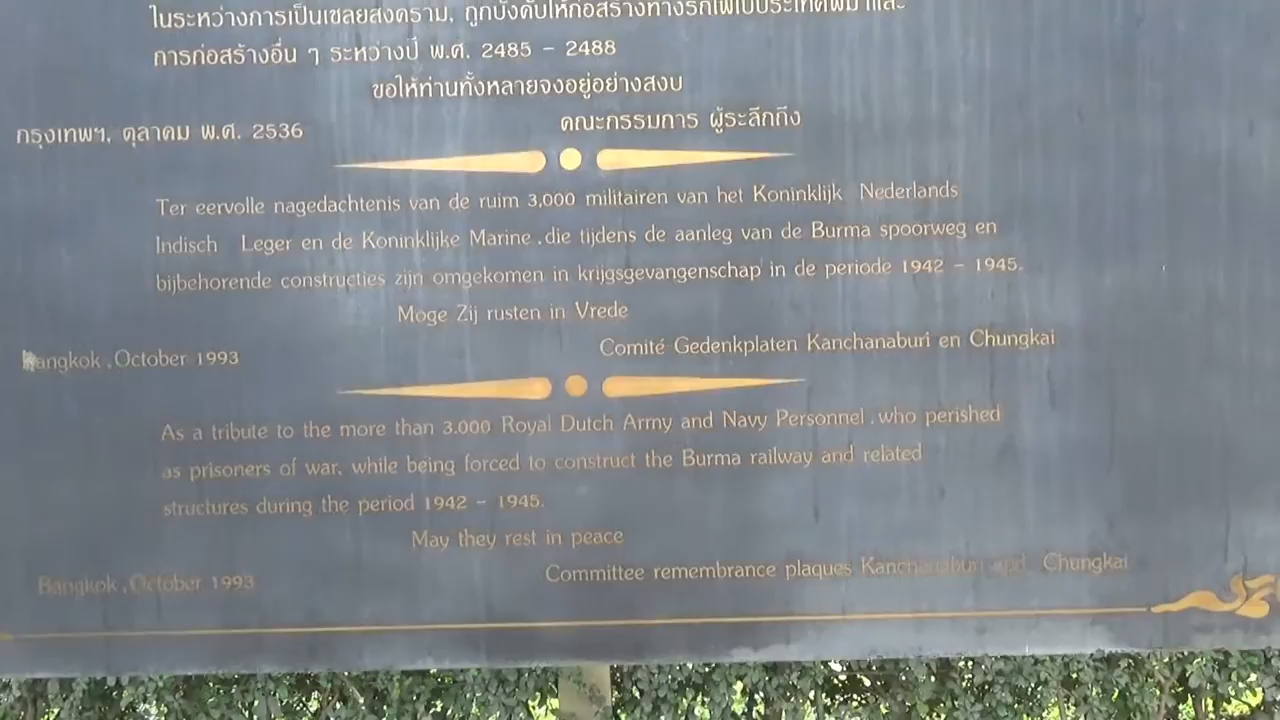 ในระหว่างการเป็นเชลยสงคราม, ถูกบังคับให้ก่อสร้างทางรถไฟไปประเทศพม่าและ
การก่อสร้างอื่น ๆ ระหว่างปี พ.ศ. 2485 - 2488
ขอให้ท่านทั้งหลายจงอยู่อย่างสงบ
คณะกรรมการ ผู้ระลึกถึง
กรุงเทพฯ, ตุลาคม พ.ศ. 2536
Ter eervolle nagedachtenis van de ruim 3,000 militairen van het Koninklijk Nederlands
Indisch Leger en de Koninklijke Marine , die tijdens de aanleg van de Burma spoorweg en
bijbehorende constructies zijn omgekomen in krijgsgevangenschap in de periode 1942 - 1945.
Moge Zij rusten in Vrede
Comité Gedenkplaten Kanchanaburi en Chungkai
Bangkok , October 1993
As a tribute to the more than 3.000 Royal Dutch Army and Navy Personnel , who perished
as prisoners of war, while being forced to construct the Burma railway and related
structures during the period 1942 - 1945.
May they rest in peace
Committee remembrance plaques Kanchanaburi and Chungkai
Bangkok , October 1993